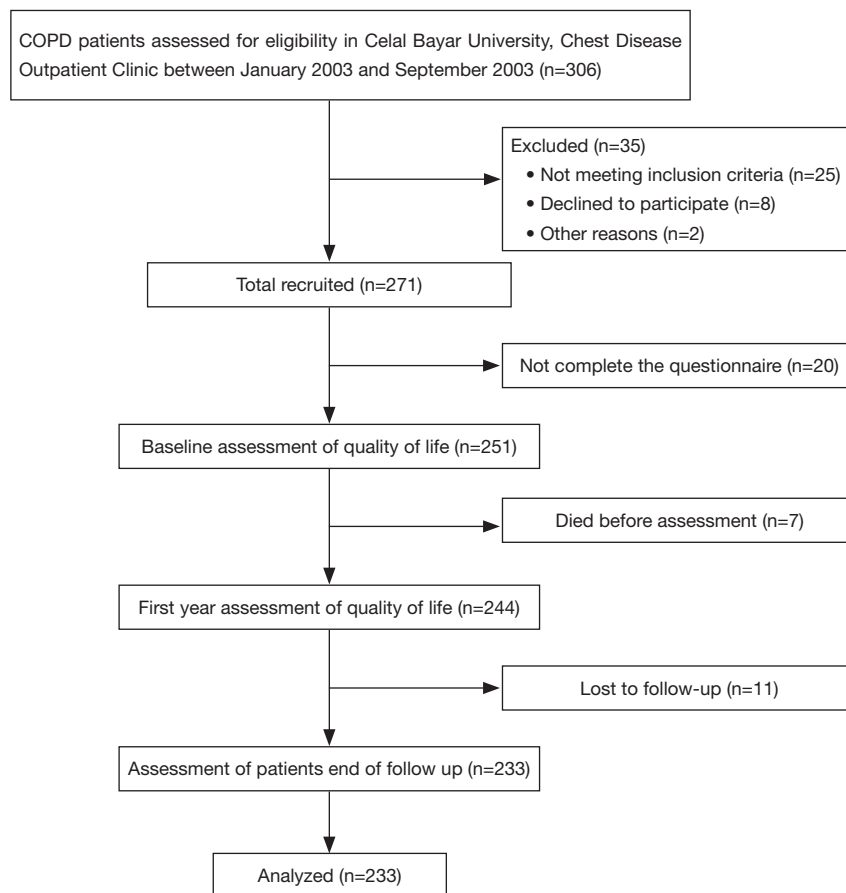 COPD patients assessed for eligibility in Celal Bayar University, Chest Disease
Outpatient Clinic between January 2003 and September 2003 (n=306)
Excluded (n=35)
• Not meeting inclusion criteria (n=25)
• Declined to participate (n=8)
• Other reasons (n=2)
Total recruited (n=271)
Not complete the questionnaire (n=20)
Baseline assessment of quality of life (n=251)
Died before assessment (n=7)
First year assessment of quality of life (n=244)
Lost to follow-up (n=11)
Assessment of patients end of follow up (n=233)
Analyzed (n=233)